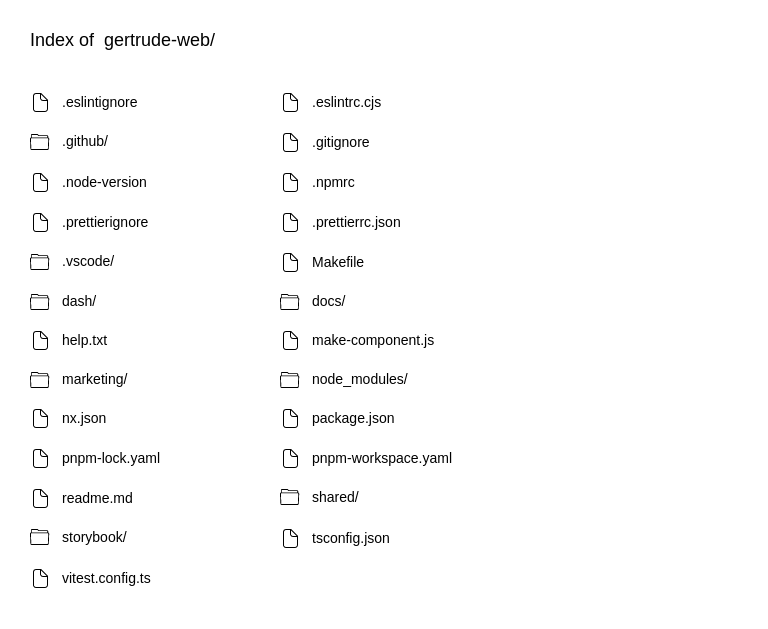 Index of  gertrude-web/
.eslintignore
.eslintrc.cjs
.github/
.gitignore
.node-version
.npmrc
.prettierignore
.prettierrc.json
.vscode/
Makefile
dash/
docs/
help.txt
make-component.js
marketing/
node_modules/
nx.json
package.json
pnpm-lock.yaml
pnpm-workspace.yaml
readme.md
shared/
storybook/
tsconfig.json
vitest.config.ts